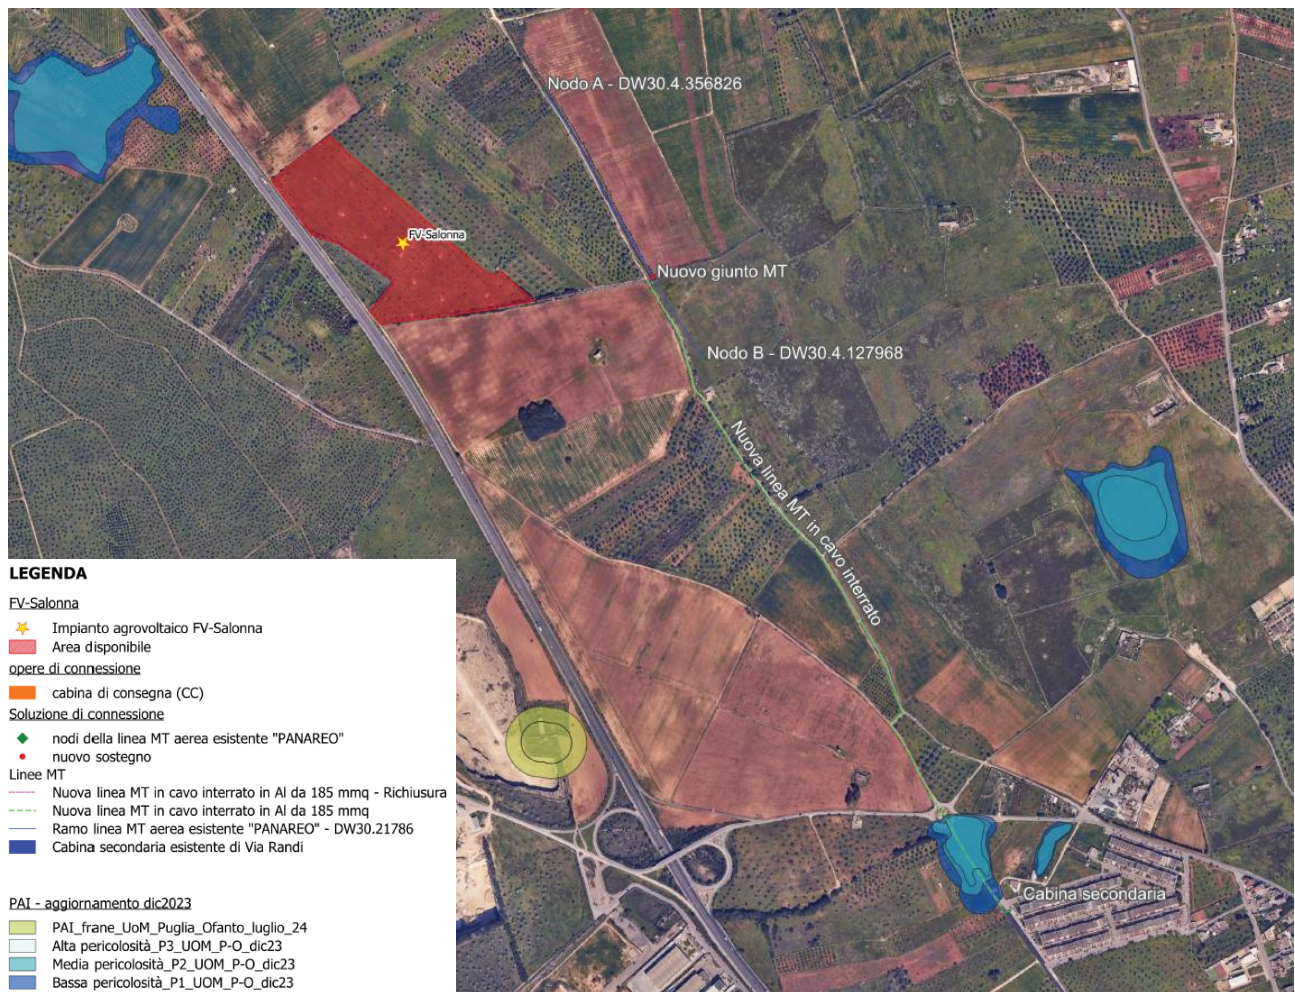 Nodo A - DW30.4.356826
FV-Salonna
Nuovo giunto MT
Nodo B - DW30.4.127968
Nuova linea MT in cavo interrato
Cabina secondaria
LEGENDA
FV-Salonna
Impianto agrovoltaico FV-Salonna
Area disponibile
opere di connessione
cabina di consegna (CC)
Soluzione di connessione
nodi della linea MT aerea esistente "PANAREO"
nuovo sostegno
Linee MT
Nuova linea MT in cavo interrato in Al da 185 mmq - Richiusura
Nuova linea MT in cavo interrato in Al da 185 mmq
Ramo linea MT aerea esistente "PANAREO" - DW30.21786
Cabina secondaria esistente di Via Randi
PAI - aggiornamento dic2023
PAI_frane_UoM_Puglia_Ofanto_luglio_24
Alta pericolosità_P3_UOM_P-O_dic23
Media pericolosità_P2_UOM_P-O_dic23
Bassa pericolosità_P1_UOM_P-O_dic23